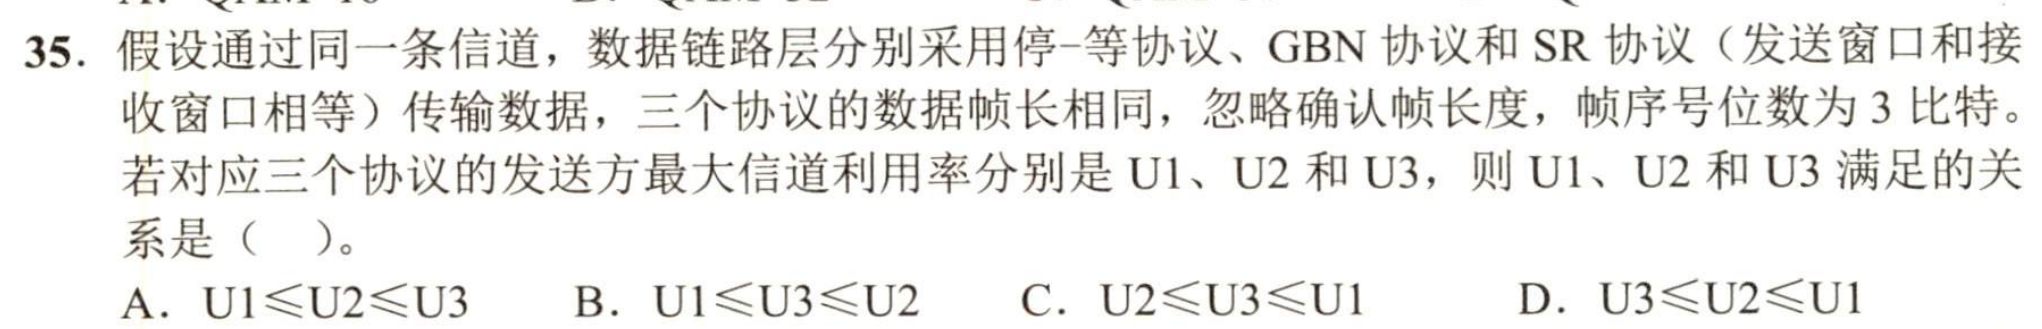 35. 假设通过同一条信道，数据链路层分别采用停-等协议、GBN 协议和 SR 协议（发送窗口和接
收窗口相等）传输数据，三个协议的数据帧长相同，忽略确认帧长度，帧序号位数为 3 比特。
若对应三个协议的发送方最大信道利用率分别是 U1、U2 和 U3，则 U1、U2 和 U3 满足的关
系是（ ）。
A. U1≤U2≤U3 B. U1≤U3≤U2 C. U2≤U3≤U1 D. U3≤U2≤U1